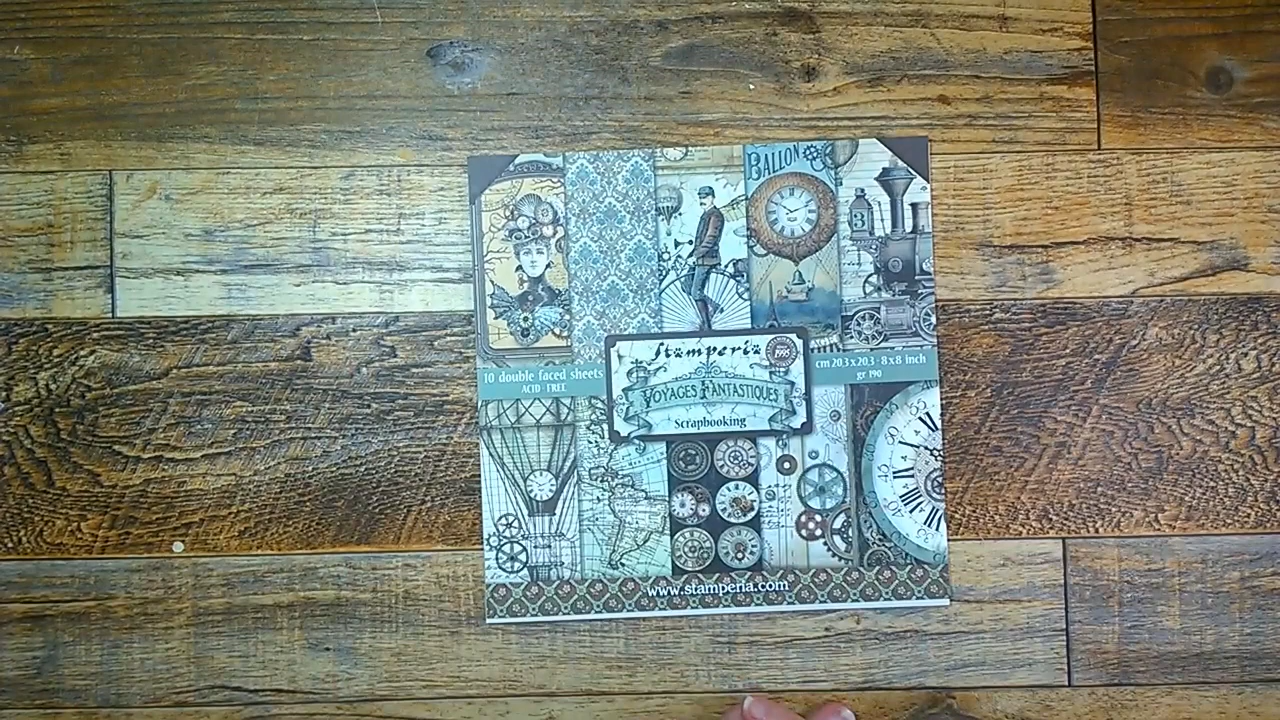 BALLON
3
Stamperia
1995
VOYAGES FANTASTIQUES
Scrapbooking
10 double faced sheets
ACID - FREE
cm 20.3 x 20.3 - 8 x 8 inch
gr 190
www.stamperia.com